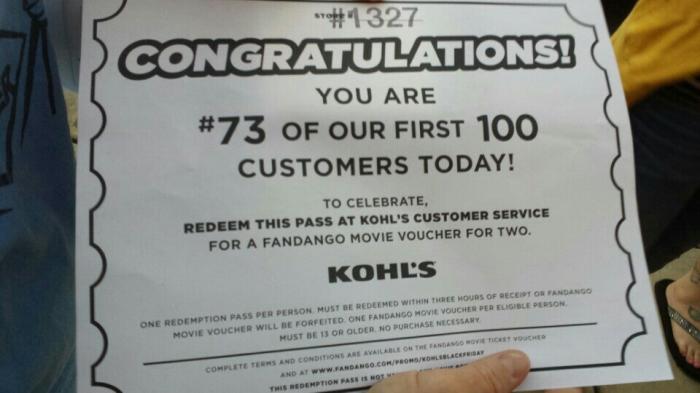 STORE # #1327
CONGRATULATIONS!
YOU ARE
#73 OF OUR FIRST 100
CUSTOMERS TODAY!
TO CELEBRATE,
REDEEM THIS PASS AT KOHL'S CUSTOMER SERVICE
FOR A FANDANGO MOVIE VOUCHER FOR TWO.
KOHL'S
ONE REDEMPTION PASS PER PERSON. MUST BE REDEEMED WITHIN THREE HOURS OF RECEIPT OR FANDANGO
MOVIE VOUCHER WILL BE FORFEITED. ONE FANDANGO MOVIE VOUCHER PER ELIGIBLE PERSON.
MUST BE 13 OR OLDER. NO PURCHASE NECESSARY.
COMPLETE TERMS AND CONDITIONS ARE AVAILABLE ON THE FANDANGO MOVIE TICKET VOUCHER
AND AT WWW.FANDANGO.COM/PROMO/KOHLSBLACKFRIDAY
THIS REDEMPTION PASS IS